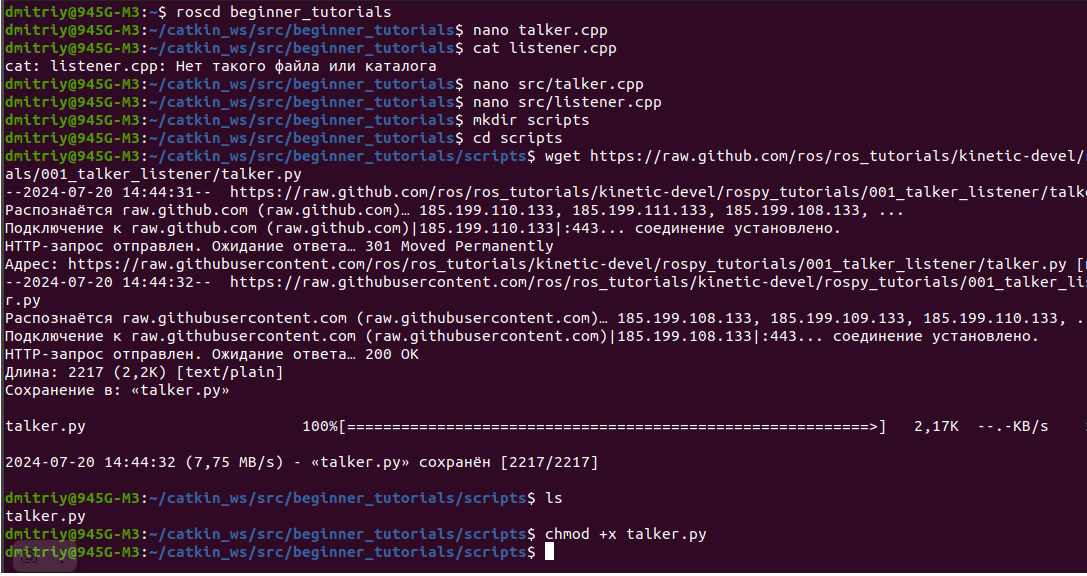 dmitriy@945G-M3:~$ roscd beginner_tutorials
dmitriy@945G-M3:~/catkin_ws/src/beginner_tutorials$ nano talker.cpp
dmitriy@945G-M3:~/catkin_ws/src/beginner_tutorials$ cat listener.cpp
cat: listener.cpp: Нет такого файла или каталога
dmitriy@945G-M3:~/catkin_ws/src/beginner_tutorials$ nano src/talker.cpp
dmitriy@945G-M3:~/catkin_ws/src/beginner_tutorials$ nano src/listener.cpp
dmitriy@945G-M3:~/catkin_ws/src/beginner_tutorials$ mkdir scripts
dmitriy@945G-M3:~/catkin_ws/src/beginner_tutorials$ cd scripts
dmitriy@945G-M3:~/catkin_ws/src/beginner_tutorials/scripts$ wget https://raw.github.com/ros/ros_tutorials/kinetic-devel/
als/001_talker_listener/talker.py
--2024-07-20 14:44:31-- https://raw.github.com/ros/ros_tutorials/kinetic-devel/rospy_tutorials/001_talker_listener/talke
Распознаётся raw.github.com (raw.github.com)… 185.199.110.133, 185.199.111.133, 185.199.108.133, ...
Подключение к raw.github.com (raw.github.com)|185.199.110.133|:443... соединение установлено.
HTTP-запрос отправлен. Ожидание ответа… 301 Moved Permanently
Адрес: https://raw.githubusercontent.com/ros/ros_tutorials/kinetic-devel/rospy_tutorials/001_talker_listener/talker.py [
--2024-07-20 14:44:32-- https://raw.githubusercontent.com/ros/ros_tutorials/kinetic-devel/rospy_tutorials/001_talker_lis
r.py
Распознаётся raw.githubusercontent.com (raw.githubusercontent.com)… 185.199.108.133, 185.199.109.133, 185.199.110.133, .
Подключение к raw.githubusercontent.com (raw.githubusercontent.com)|185.199.108.133|:443... соединение установлено.
HTTP-запрос отправлен. Ожидание ответа… 200 OK
Длина: 2217 (2,2K) [text/plain]
Сохранение в: «talker.py»
talker.py 100%[==========================================================>] 2,17K --.-KB/s
2024-07-20 14:44:32 (7,75 MB/s) - «talker.py» сохранён [2217/2217]
dmitriy@945G-M3:~/catkin_ws/src/beginner_tutorials/scripts$ ls
talker.py
dmitriy@945G-M3:~/catkin_ws/src/beginner_tutorials/scripts$ chmod +x talker.py
dmitriy@945G-M3:~/catkin_ws/src/beginner_tutorials/scripts$